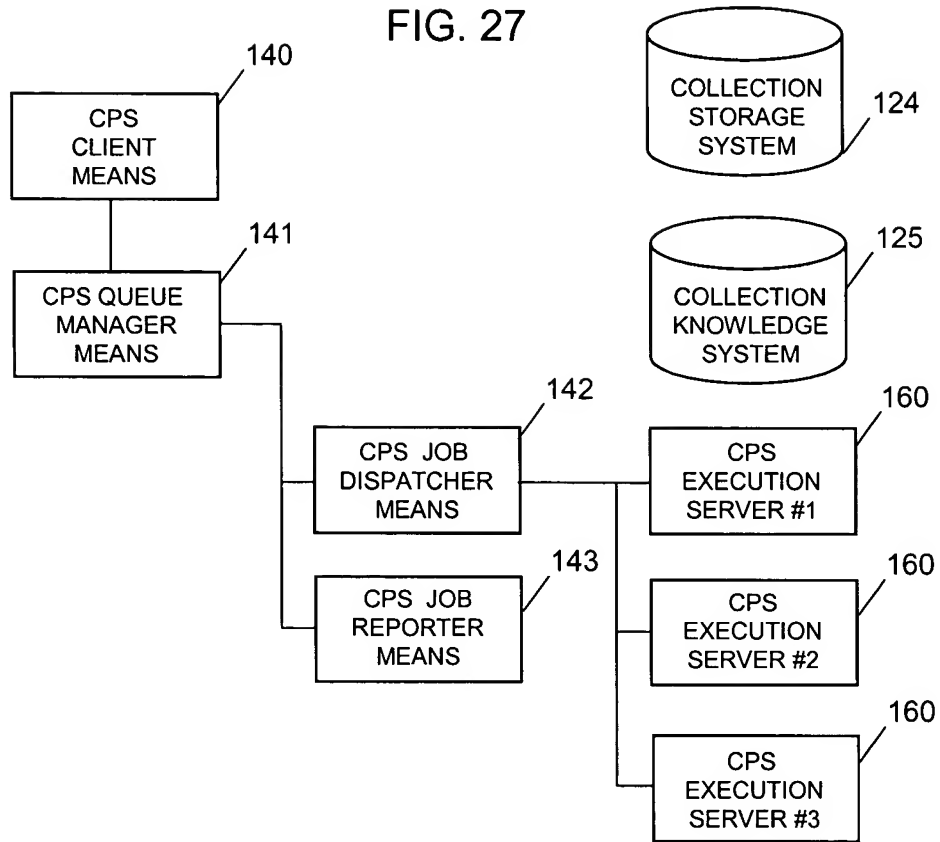 FIG. 27
140
CPS
CLIENT
MEANS
141
CPS QUEUE
MANAGER
MEANS
COLLECTION
STORAGE
SYSTEM
124
125
COLLECTION
KNOWLEDGE
SYSTEM
142
CPS JOB
DISPATCHER
MEANS
143
CPS JOB
REPORTER
MEANS
160
CPS
EXECUTION
SERVER #1
160
CPS
EXECUTION
SERVER #2
160
CPS
EXECUTION
SERVER #3